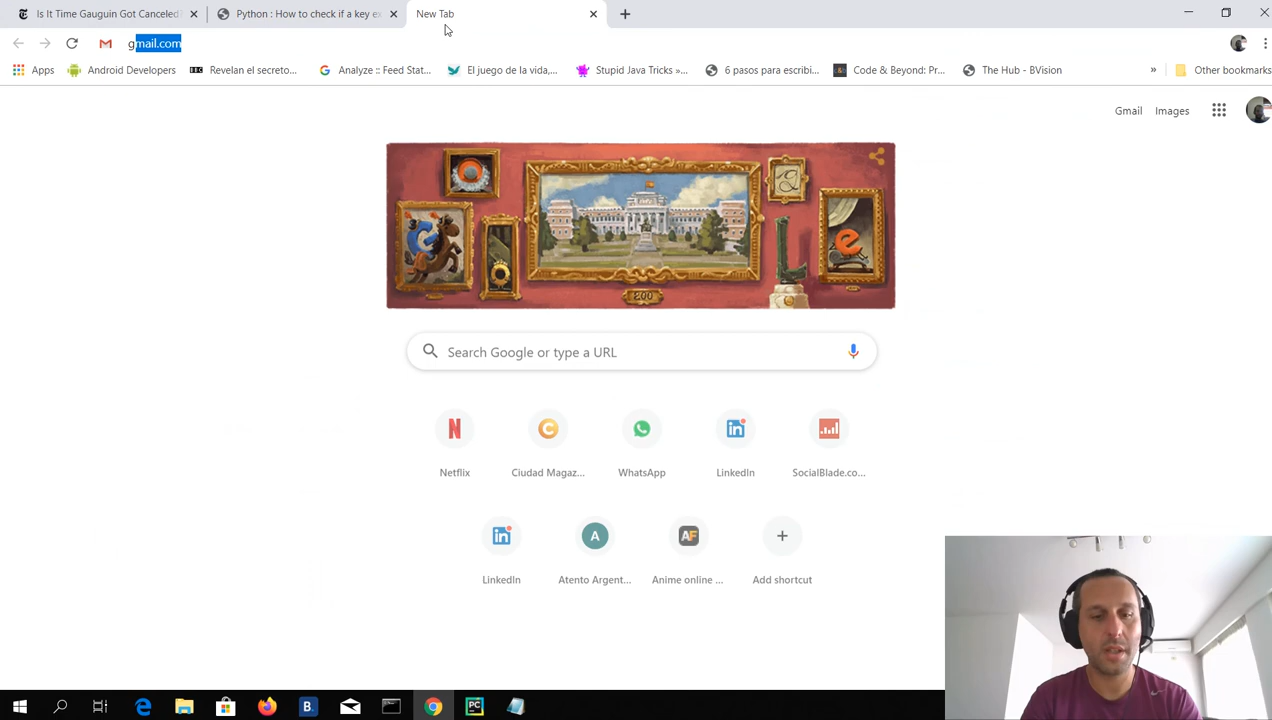 Is It Time Gauguin Got Canceled?
Python : How to check if a key ex
New Tab
gmail.com
Apps
Android Developers
Revelan el secreto...
Analyze :: Feed Stat...
El juego de la vida,...
Stupid Java Tricks »...
6 pasos para escribi...
Code & Beyond: Pr...
The Hub - BVision
»
Other bookmarks
Gmail
Images
G
200
e
Search Google or type a URL
Netflix
Ciudad Magaz...
WhatsApp
LinkedIn
SocialBlade.co...
LinkedIn
A
Atento Argent...
AF
Anime online ...
Add shortcut
B.
PC